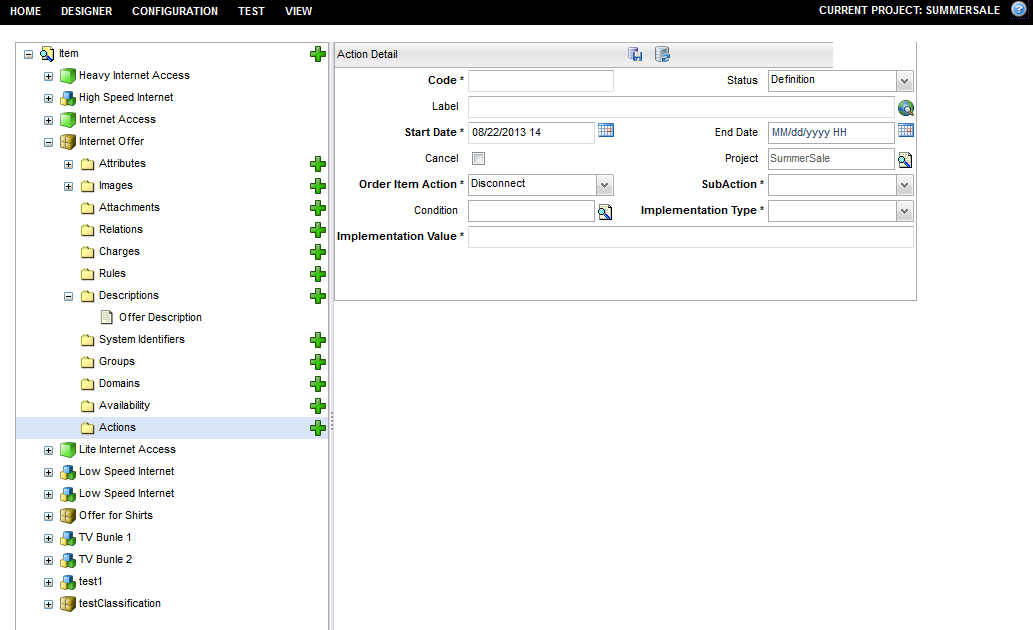 HOME DESIGNER CONFIGURATION TEST VIEW CURRENT PROJECT: SUMMERSALE ?
Item
Heavy Internet Access
High Speed Internet
Internet Access
Internet Offer
Attributes
Images
Attachments
Relations
Charges
Rules
Descriptions
Offer Description
System Identifiers
Groups
Domains
Availability
Actions
Lite Internet Access
Low Speed Internet
Low Speed Internet
Offer for Shirts
TV Bunle 1
TV Bunle 2
test1
testClassification
Action Detail
Code * Status Definition
Label
Start Date * 08/22/2013 14 End Date MM/dd/yyyy HH
Cancel Project SummerSale
Order Item Action * Disconnect SubAction *
Condition Implementation Type *
Implementation Value *